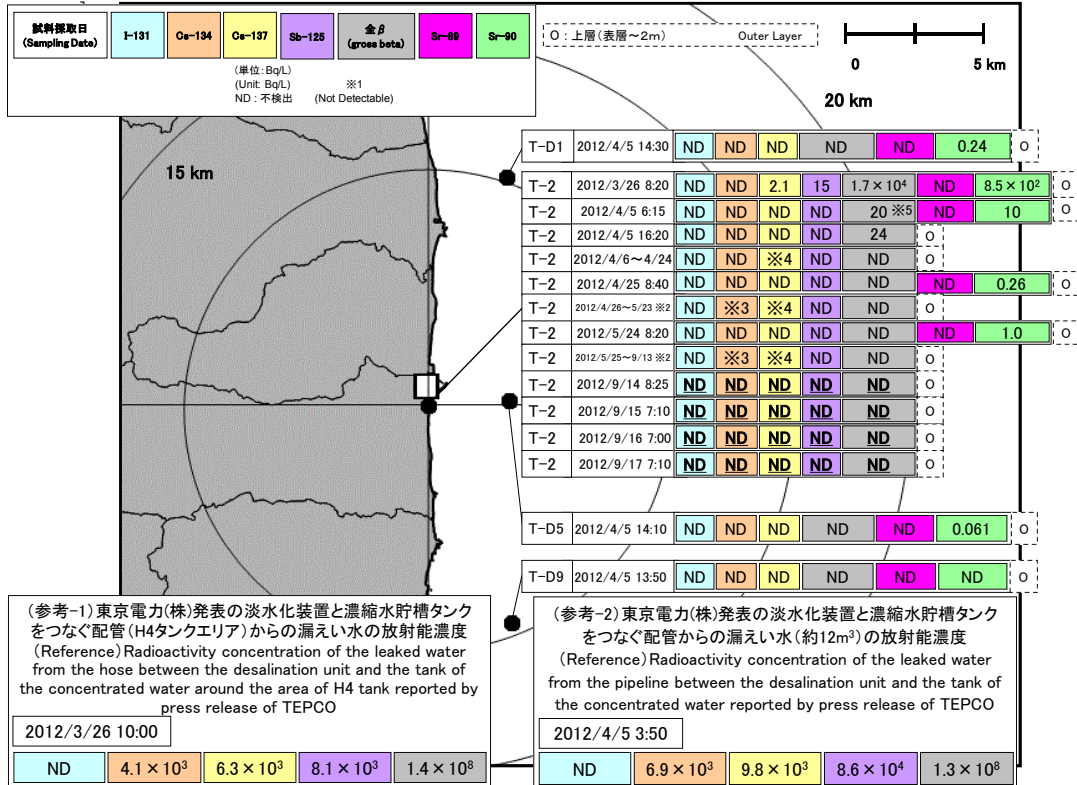 試料採取日
(Sampling Date)
I-131
Cs-134
Cs-137
Sb-125
全β
(gross beta)
Sr-89
Sr-90
(単位:Bq/L)
(Unit: Bq/L) ※1
ND : 不検出 (Not Detectable)
O : 上層(表層~2m) Outer Layer
0 5 km
20 km
15 km
T-D1 2012/4/5 14:30 ND ND ND ND ND 0.24 O
T-2 2012/3/26 8:20 ND ND 2.1 15 1.7×10⁴ ND 8.5×10² O
T-2 2012/4/5 6:15 ND ND ND ND 20 ※5 ND 10 O
T-2 2012/4/5 16:20 ND ND ND ND 24 O
T-2 2012/4/6~4/24 ND ND ※4 ND ND O
T-2 2012/4/25 8:40 ND ND ND ND ND ND 0.26 O
T-2 2012/4/26~5/23 ※2 ND ※3 ※4 ND ND O
T-2 2012/5/24 8:20 ND ND ND ND ND ND 1.0 O
T-2 2012/5/25~9/13 ※2 ND ※3 ※4 ND ND O
T-2 2012/9/14 8:25 ND ND ND ND ND O
T-2 2012/9/15 7:10 ND ND ND ND ND O
T-2 2012/9/16 7:00 ND ND ND ND ND O
T-2 2012/9/17 7:10 ND ND ND ND ND O
T-D5 2012/4/5 14:10 ND ND ND ND ND 0.061 O
T-D9 2012/4/5 13:50 ND ND ND ND ND ND O
(参考-1)東京電力(株)発表の淡水化装置と濃縮水貯槽タンク
をつなぐ配管(H4タンクエリア)からの漏えい水の放射能濃度
(Reference) Radioactivity concentration of the leaked water
from the hose between the desalination unit and the tank of
the concentrated water around the area of H4 tank reported by
press release of TEPCO
2012/3/26 10:00
ND 4.1×10³ 6.3×10³ 8.1×10³ 1.4×10⁸
(参考-2)東京電力(株)発表の淡水化装置と濃縮水貯槽タンク
をつなぐ配管からの漏えい水(約12m³)の放射能濃度
(Reference) Radioactivity concentration of the leaked water
from the pipeline between the desalination unit and the tank of
the concentrated water reported by press release of TEPCO
2012/4/5 3:50
ND 6.9×10³ 9.8×10³ 8.6×10⁴ 1.3×10⁸